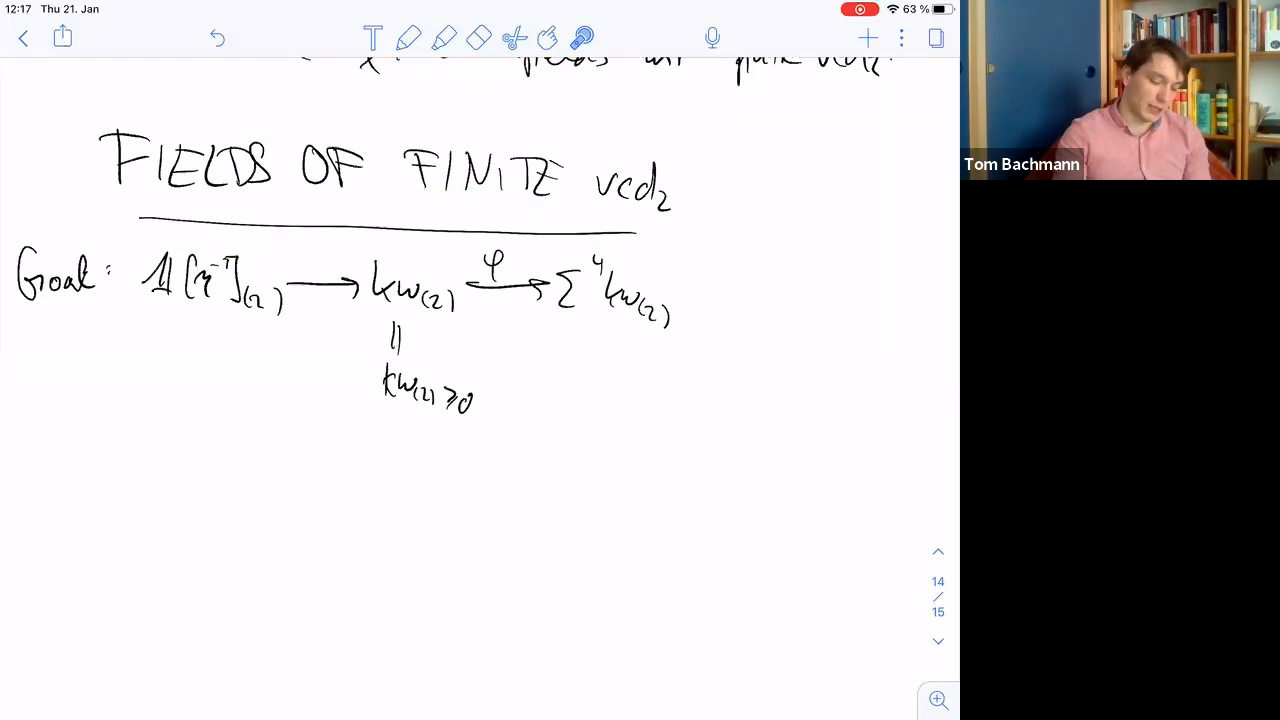 12:17 Thu 21. Jan 63 %
fields
FIELDS OF FINITE vcd₂
Goal: 𝟙[η⁻¹]₍₂₎ ⟶ kw₍₂₎ ⟶^φ Σ⁴kw₍₂₎
||
kw₍₂₎ ≥0
Tom Bachmann
14
/
15